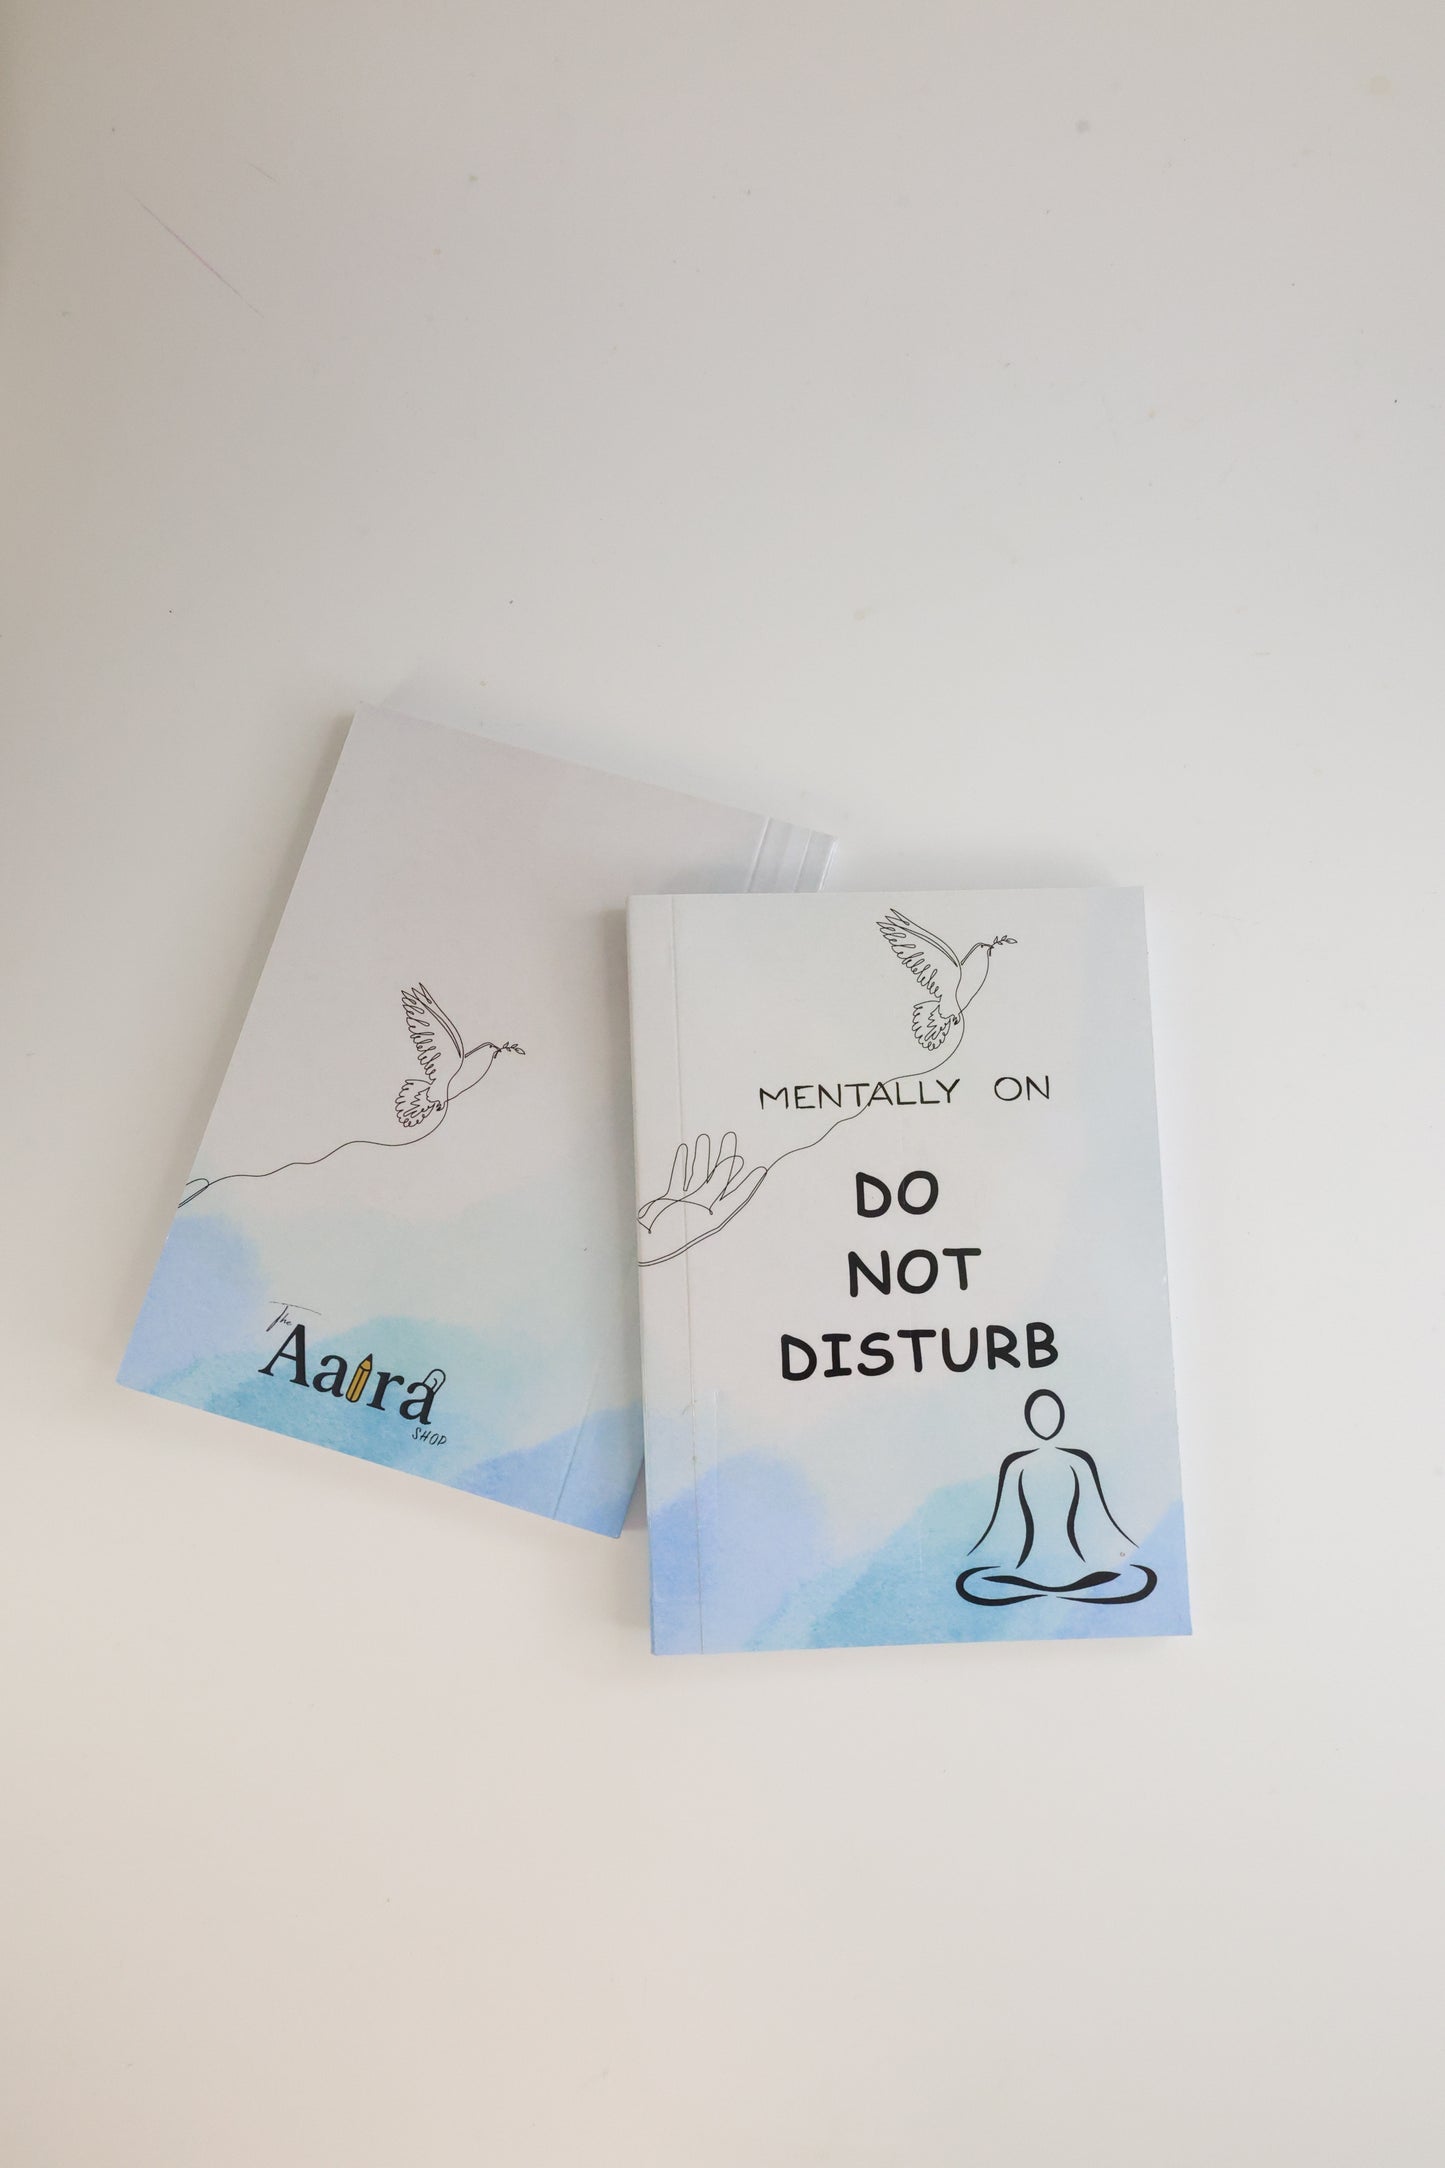 The
Aaira
SHOP
MENTALLY ON
DO
NOT
DISTURB